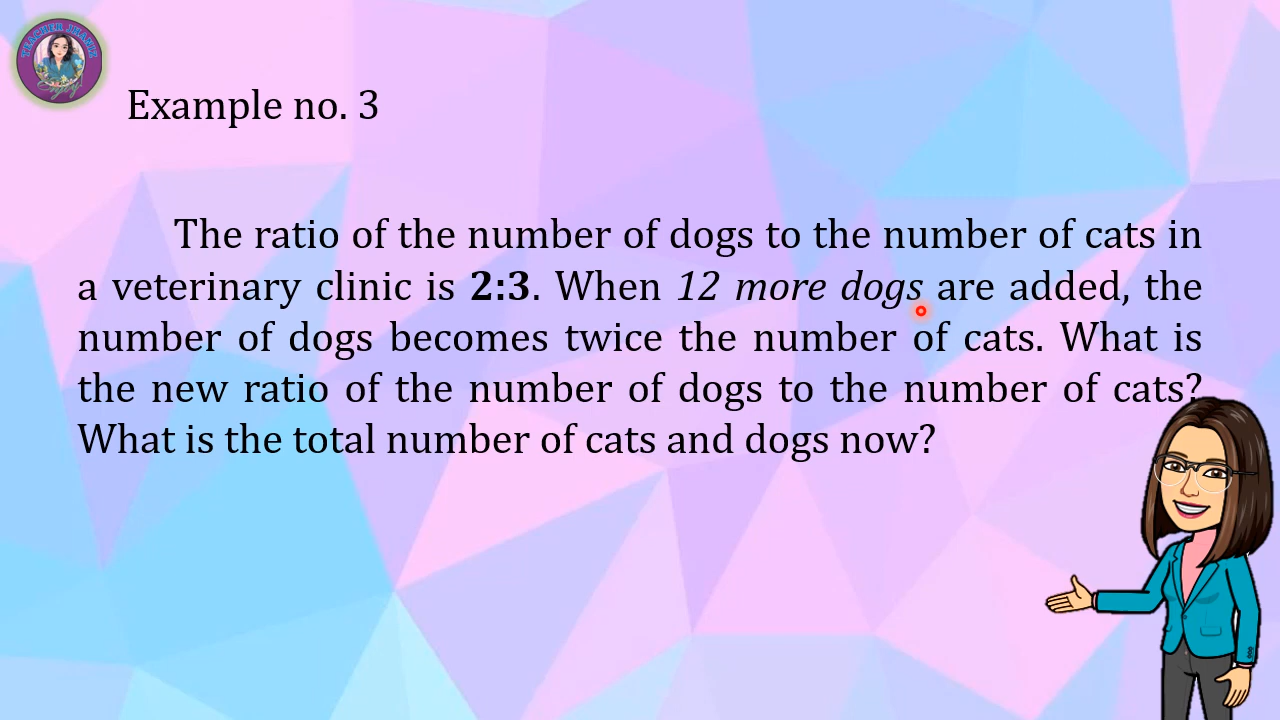 TEACHER JHANIZ
Enjoy!
Example no. 3
The ratio of the number of dogs to the number of cats in
a veterinary clinic is 2:3. When 12 more dogs are added, the
number of dogs becomes twice the number of cats. What is
the new ratio of the number of dogs to the number of cats?
What is the total number of cats and dogs now?